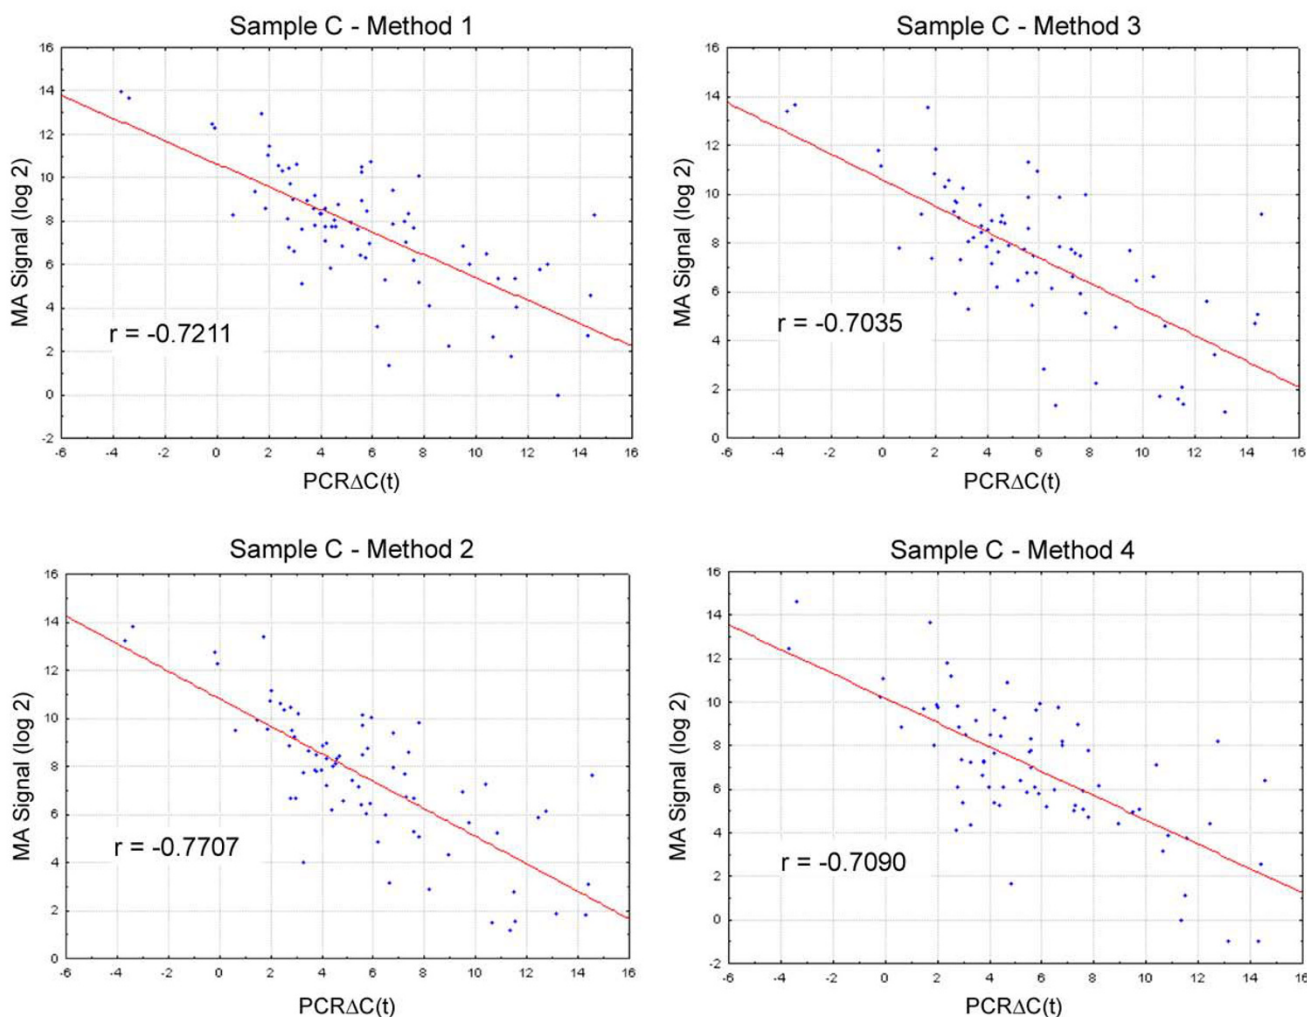 Sample C - Method 1
16
14
12
10
8
6
4
2
0
-2
MA Signal (log 2)
r = -0.7211
-6 -4 -2 0 2 4 6 8 10 12 14 16
PCRΔC(t)
Sample C - Method 3
16
14
12
10
8
6
4
2
0
MA Signal (log 2)
r = -0.7035
-6 -4 -2 0 2 4 6 8 10 12 14 16
PCRΔC(t)
Sample C - Method 2
16
14
12
10
8
6
4
2
0
MA Signal (log 2)
r = -0.7707
-6 -4 -2 0 2 4 6 8 10 12 14 16
PCRΔC(t)
Sample C - Method 4
16
14
12
10
8
6
4
2
0
-2
MA Signal (log 2)
r = -0.7090
-6 -4 -2 0 2 4 6 8 10 12 14 16
PCRΔC(t)